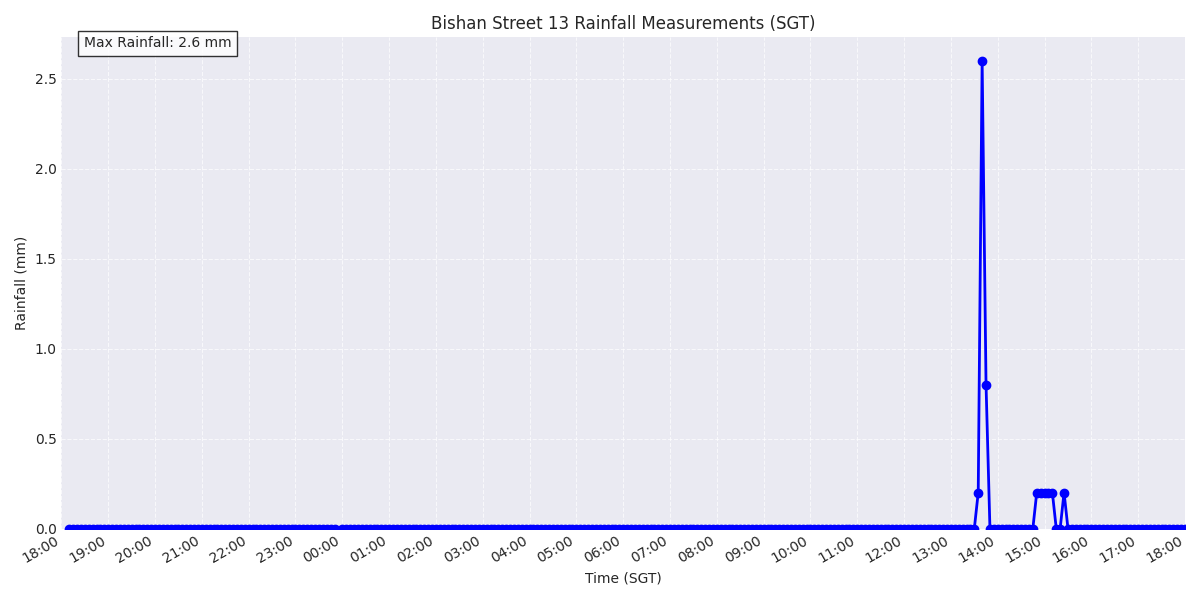 Bishan Street 13 Rainfall Measurements (SGT)
Max Rainfall: 2.6 mm
2.5
2.0
1.5
1.0
0.5
0.0
Rainfall (mm)
18:00 19:00 20:00 21:00 22:00 23:00 00:00 01:00 02:00 03:00 04:00 05:00 06:00 07:00 08:00 09:00 10:00 11:00 12:00 13:00 14:00 15:00 16:00 17:00 18:00
Time (SGT)